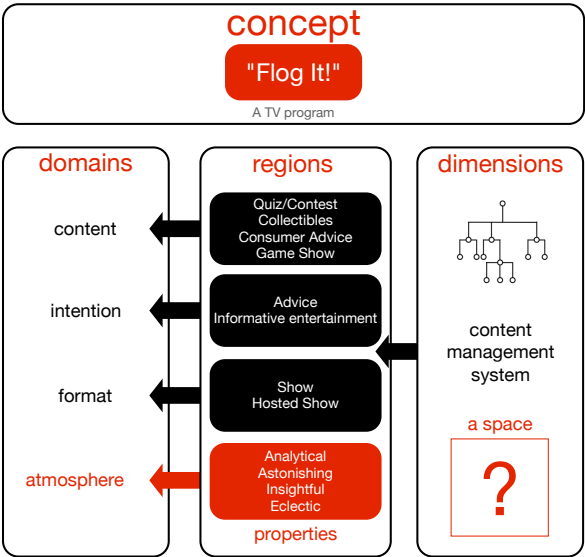 concept
"Flog It!"
A TV program
domains
content
intention
format
atmosphere
regions
Quiz/Contest
Collectibles
Consumer Advice
Game Show
Advice
Informative entertainment
Show
Hosted Show
Analytical
Astonishing
Insightful
Eclectic
properties
dimensions
content
management
system
a space
?